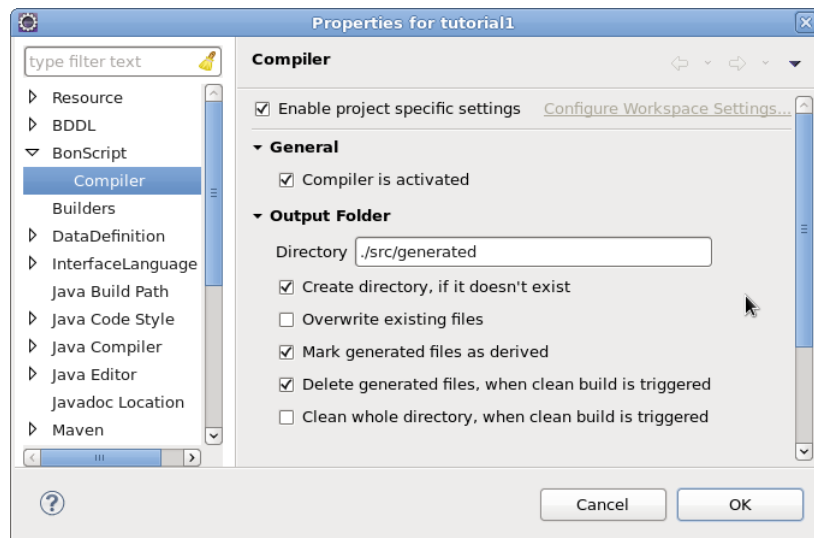 Properties for tutorial1
type filter text
Resource
BDDL
BonScript
Compiler
Builders
DataDefinition
InterfaceLanguage
Java Build Path
Java Code Style
Java Compiler
Java Editor
Javadoc Location
Maven
Compiler
Enable project specific settings
Configure Workspace Settings...
General
Compiler is activated
Output Folder
Directory ./src/generated
Create directory, if it doesn't exist
Overwrite existing files
Mark generated files as derived
Delete generated files, when clean build is triggered
Clean whole directory, when clean build is triggered
?
Cancel
OK